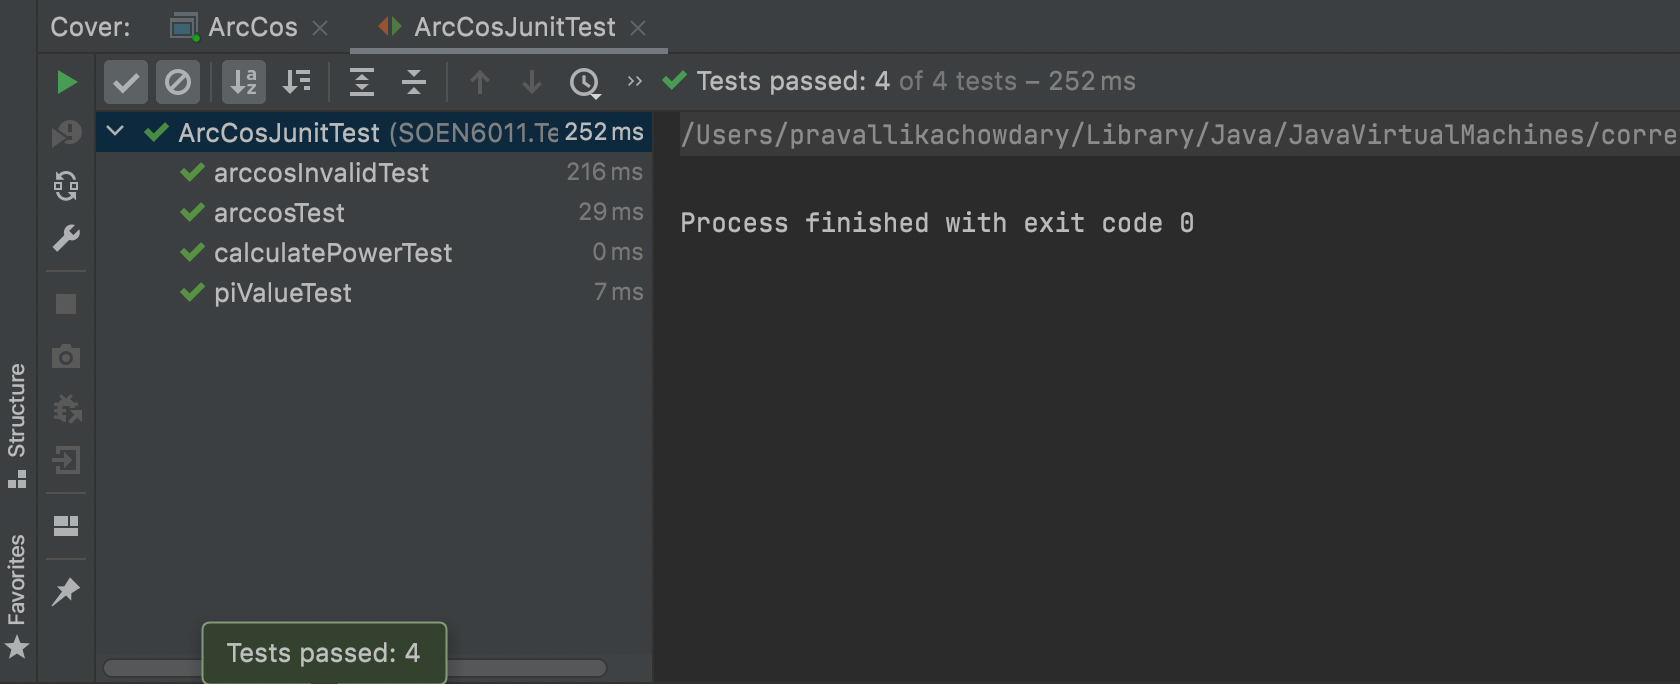 Cover: ArcCos ArcCosJunitTest
Tests passed: 4 of 4 tests – 252 ms
ArcCosJunitTest (SOEN6011.Te 252 ms
arccosInvalidTest 216 ms
arccosTest 29 ms
calculatePowerTest 0 ms
piValueTest 7 ms
/Users/pravallikachowdary/Library/Java/JavaVirtualMachines/corre
Process finished with exit code 0
Structure
Favorites
Tests passed: 4